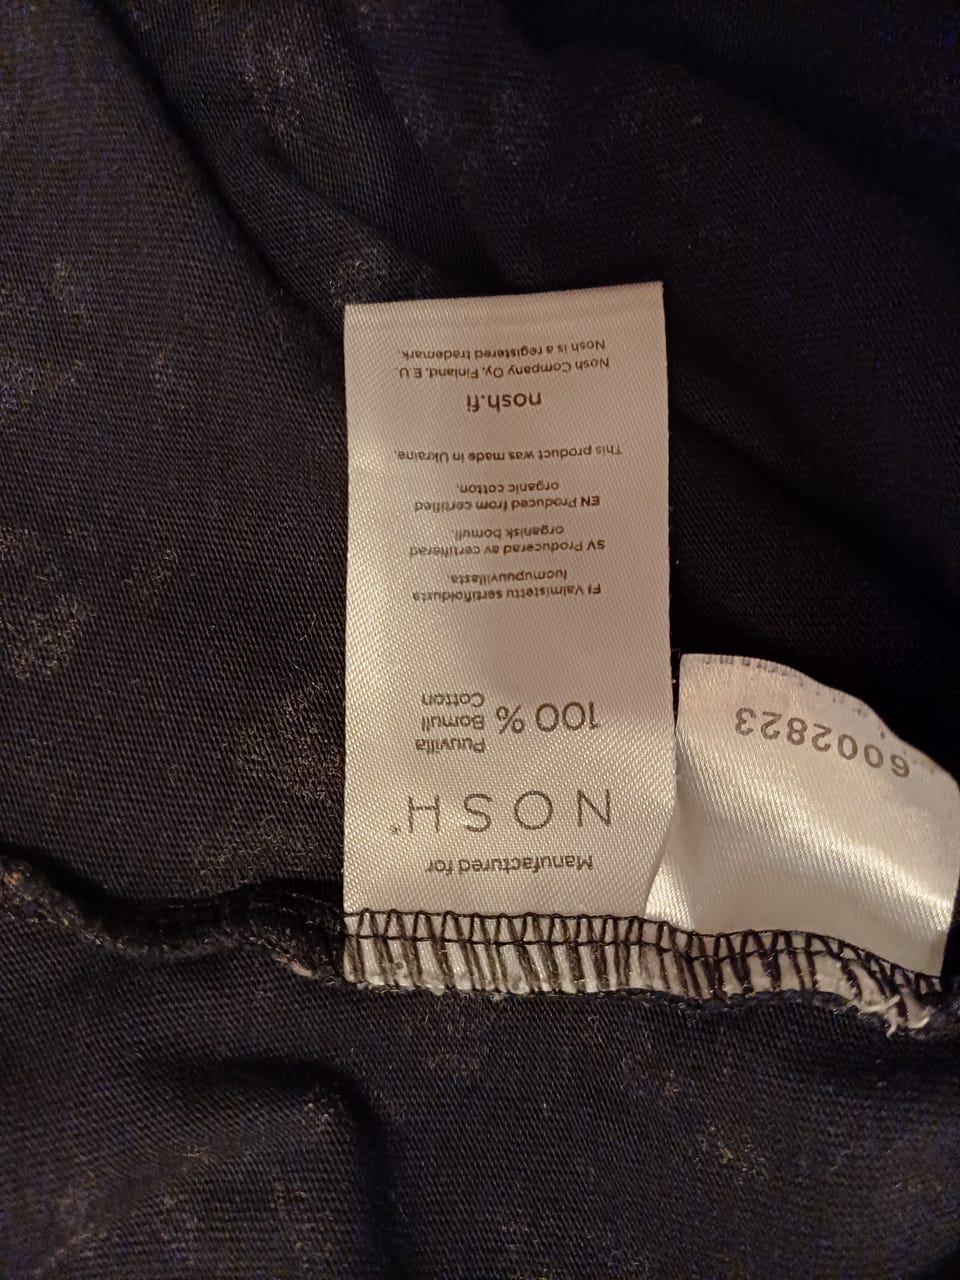 Manufactured for
NOSH®
100 % Puuvilla
Bomull
Cotton
FI Valmistettu sertifioidusta
luomupuuvillasta.
SV Producerad av certifierad
organisk bomull.
EN Produced from certified
organic cotton.
This product was made in Ukraine.
nosh.fi
Nosh Company Oy, Finland, E.U.
Nosh is a registered trademark.
6002823